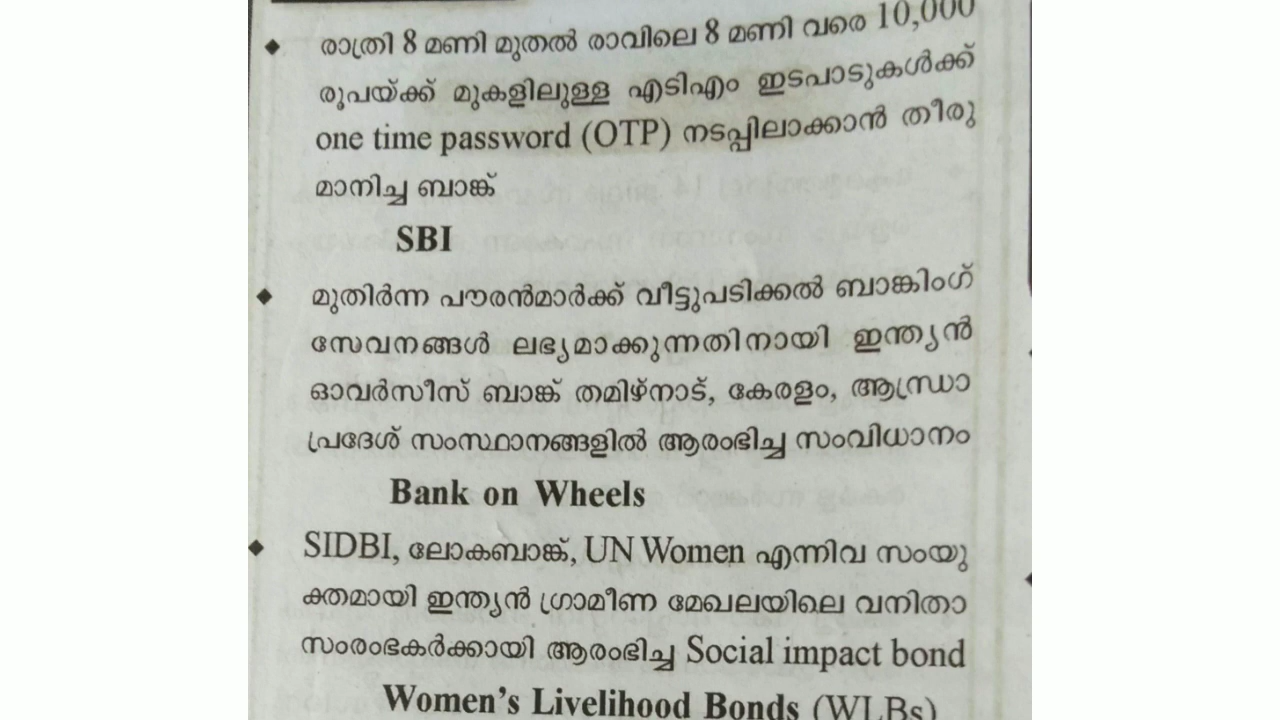 ◆ രാത്രി 8 മണി മുതൽ രാവിലെ 8 മണി വരെ 10,000
രൂപയ്ക്ക് മുകളിലുള്ള എടിഎം ഇടപാടുകൾക്ക്
one time password (OTP) നടപ്പിലാക്കാൻ തീരു
മാനിച്ച ബാങ്ക്
SBI
◆ മുതിർന്ന പൗരൻമാർക്ക് വീട്ടുപടിക്കൽ ബാങ്കിംഗ്
സേവനങ്ങൾ ലഭ്യമാക്കുന്നതിനായി ഇന്ത്യൻ
ഓവർസീസ് ബാങ്ക് തമിഴ്നാട്, കേരളം, ആന്ധ്രാ
പ്രദേശ് സംസ്ഥാനങ്ങളിൽ ആരംഭിച്ച സംവിധാനം
Bank on Wheels
◆ SIDBI, ലോകബാങ്ക്, UN Women എന്നിവ സംയു
ക്തമായി ഇന്ത്യൻ ഗ്രാമീണ മേഖലയിലെ വനിതാ
സംരംഭകർക്കായി ആരംഭിച്ച Social impact bond
Women's Livelihood Bonds (WLBs)